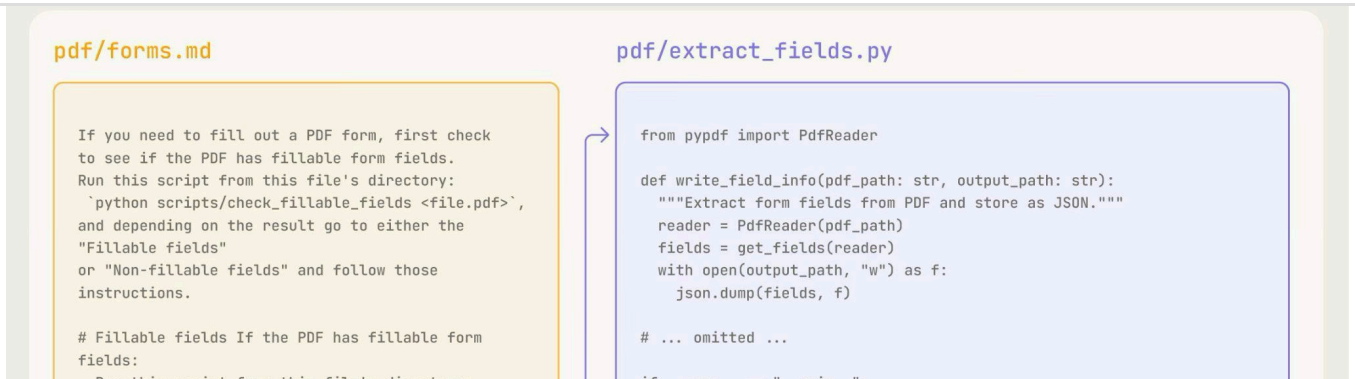 pdf/forms.md
If you need to fill out a PDF form, first check
to see if the PDF has fillable form fields.
Run this script from this file's directory:
`python scripts/check_fillable_fields <file.pdf>`,
and depending on the result go to either the
"Fillable fields"
or "Non-fillable fields" and follow those
instructions.
# Fillable fields If the PDF has fillable form
fields:
pdf/extract_fields.py
from pypdf import PdfReader
def write_field_info(pdf_path: str, output_path: str):
"""Extract form fields from PDF and store as JSON."""
reader = PdfReader(pdf_path)
fields = get_fields(reader)
with open(output_path, "w") as f:
json.dump(fields, f)
# ... omitted ...